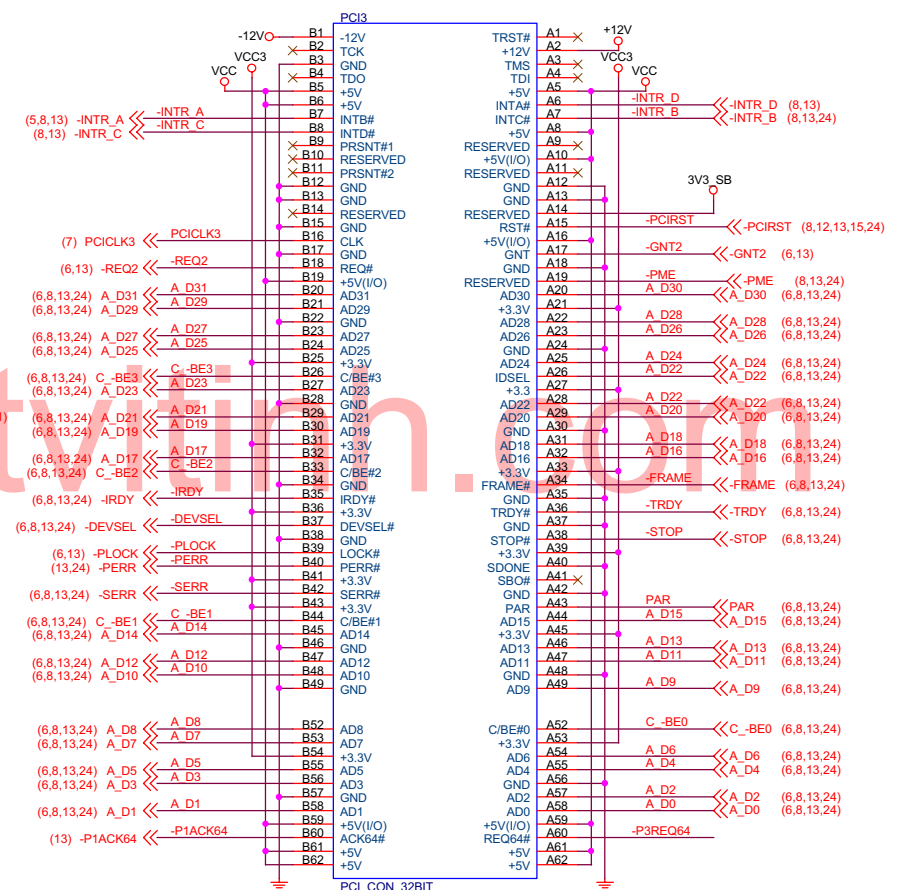 PCI3
-12V B1 -12V TRST# A1 +12V
B2 TCK +12V A2
VCC3 B3 GND TMS A3 VCC3
VCC B4 TDO TDI A4 VCC
B5 +5V +5V A5
B6 +5V INTA# A6 -INTR_D -INTR_D (8,13)
(5,8,13) -INTR_A -INTR_A B7 INTB# INTC# A7 -INTR_B -INTR_B (8,13,24)
(8,13) -INTR_C -INTR_C B8 INTD# +5V A8
B9 PRSNT#1 RESERVED A9
B10 RESERVED +5V(I/O) A10
B11 PRSNT#2 RESERVED A11
B12 GND GND A12 3V3_SB
B13 GND GND A13
B14 RESERVED RESERVED A14
B15 GND RST# A15 -PCIRST -PCIRST (8,12,13,15,24)
(7) PCICLK3 PCICLK3 B16 CLK +5V(I/O) A16
B17 GND GNT A17 -GNT2 -GNT2 (6,13)
(6,13) -REQ2 -REQ2 B18 REQ# GND A18
B19 +5V(I/O) RESERVED A19 -PME -PME (8,13,24)
(6,8,13,24) A_D31 A_D31 B20 AD31 AD30 A20 A_D30 A_D30 (6,8,13,24)
(6,8,13,24) A_D29 A_D29 B21 AD29 +3.3V A21
B22 GND AD28 A22 A_D28 A_D28 (6,8,13,24)
(6,8,13,24) A_D27 A_D27 B23 AD27 AD26 A23 A_D26 A_D26 (6,8,13,24)
(6,8,13,24) A_D25 A_D25 B24 AD25 GND A24
B25 +3.3V AD24 A25 A_D24 A_D24 (6,8,13,24)
(6,8,13,24) C_-BE3 C_-BE3 B26 C/BE#3 IDSEL A26 A_D22 A_D22 (6,8,13,24)
(6,8,13,24) A_D23 A_D23 B27 AD23 +3.3 A27
B28 GND AD22 A28 A_D22 A_D22 (6,8,13,24)
(6,8,13,24) A_D21 A_D21 B29 AD21 AD20 A29 A_D20 A_D20 (6,8,13,24)
(6,8,13,24) A_D19 A_D19 B30 AD19 GND A30
B31 +3.3V AD18 A31 A_D18 A_D18 (6,8,13,24)
(6,8,13,24) A_D17 A_D17 B32 AD17 AD16 A32 A_D16 A_D16 (6,8,13,24)
(6,8,13,24) C_-BE2 C_-BE2 B33 C/BE#2 +3.3V A33
tvitinh.com
B34 GND FRAME# A34 -FRAME -FRAME (6,8,13,24)
(6,8,13,24) -IRDY -IRDY B35 IRDY# GND A35
B36 +3.3V TRDY# A36 -TRDY -TRDY (6,8,13,24)
(6,8,13,24) -DEVSEL -DEVSEL B37 DEVSEL# GND A37
B38 GND STOP# A38 -STOP -STOP (6,8,13,24)
(6,13) -PLOCK -PLOCK B39 LOCK# +3.3V A39
(13,24) -PERR -PERR B40 PERR# SDONE A40
B41 +3.3V SBO# A41
(6,8,13,24) -SERR -SERR B42 SERR# GND A42
B43 +3.3V PAR A43 PAR PAR (6,8,13,24)
(6,8,13,24) C_-BE1 C_-BE1 B44 C/BE#1 AD15 A44 A_D15 A_D15 (6,8,13,24)
(6,8,13,24) A_D14 A_D14 B45 AD14 +3.3V A45
B46 GND AD13 A46 A_D13 A_D13 (6,8,13,24)
(6,8,13,24) A_D12 A_D12 B47 AD12 AD11 A47 A_D11 A_D11 (6,8,13,24)
(6,8,13,24) A_D10 A_D10 B48 AD10 GND A48
B49 GND AD9 A49 A_D9 A_D9 (6,8,13,24)
(6,8,13,24) A_D8 A_D8 B52 AD8 C/BE#0 A52 C_-BE0 C_-BE0 (6,8,13,24)
(6,8,13,24) A_D7 A_D7 B53 AD7 +3.3V A53
B54 +3.3V AD6 A54 A_D6 A_D6 (6,8,13,24)
(6,8,13,24) A_D5 A_D5 B55 AD5 AD4 A55 A_D4 A_D4 (6,8,13,24)
(6,8,13,24) A_D3 A_D3 B56 AD3 GND A56
B57 GND AD2 A57 A_D2 A_D2 (6,8,13,24)
(6,8,13,24) A_D1 A_D1 B58 AD1 AD0 A58 A_D0 A_D0 (6,8,13,24)
B59 +5V(I/O) +5V(I/O) A59
(13) -P1ACK64 -P1ACK64 B60 ACK64# REQ64# A60 -P3REQ64
B61 +5V +5V A61
B62 +5V +5V A62
PCI_CON_32BIT